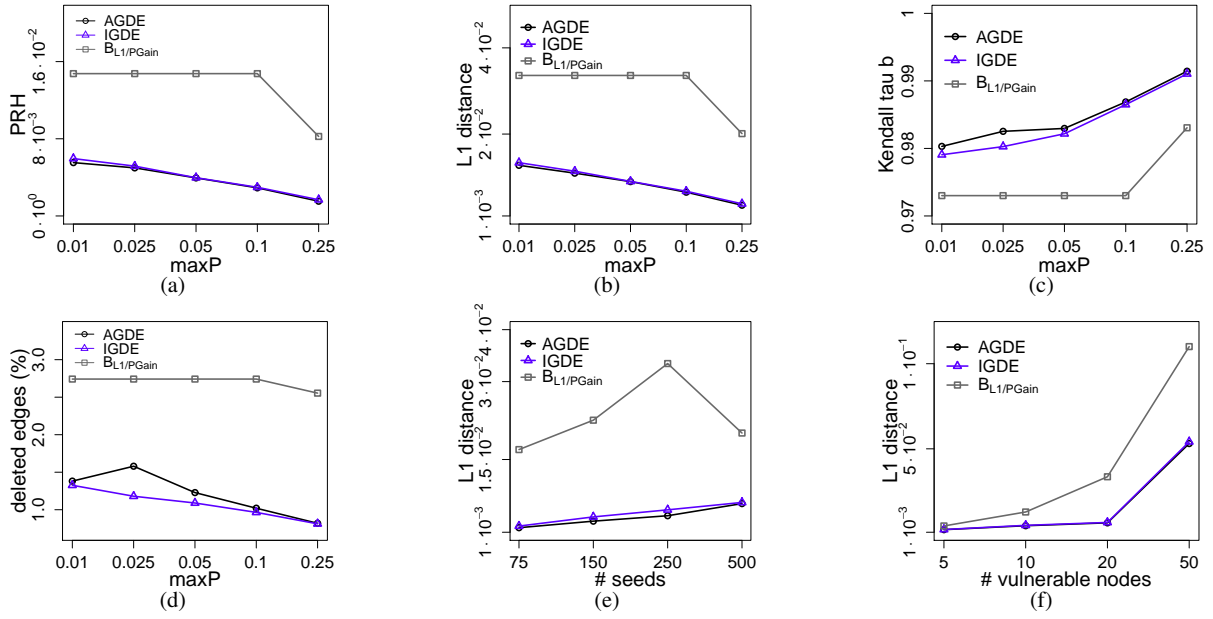 AGDE
IGDE
B_L1/PGain
PRH
0 · 10^0
8 · 10^-3
1.6 · 10^-2
0.01 0.025 0.05 0.1 0.25
maxP
(a)
AGDE
IGDE
B_L1/PGain
L1 distance
1 · 10^-3
2 · 10^-2
4 · 10^-2
0.01 0.025 0.05 0.1 0.25
maxP
(b)
AGDE
IGDE
B_L1/PGain
Kendall tau b
0.97
0.98
0.99
1
0.01 0.025 0.05 0.1 0.25
maxP
(c)
AGDE
IGDE
B_L1/PGain
deleted edges (%)
1.0
2.0
3.0
0.01 0.025 0.05 0.1 0.25
maxP
(d)
AGDE
IGDE
B_L1/PGain
L1 distance
1 · 10^-3
1.5 · 10^-2
3 · 10^-2
4 · 10^-2
75 150 250 500
# seeds
(e)
AGDE
IGDE
B_L1/PGain
L1 distance
1 · 10^-3
5 · 10^-2
1 · 10^-1
5 10 20 50
# vulnerable nodes
(f)